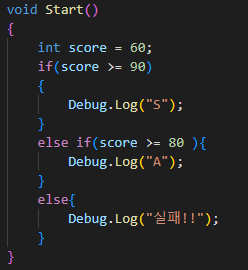 void Start()
{
    int score = 60;
    if(score >= 90)
    {
        Debug.Log("S");
    }
    else if(score >= 80 ){
        Debug.Log("A");
    }
    else{
        Debug.Log("실패!!");
    }
}